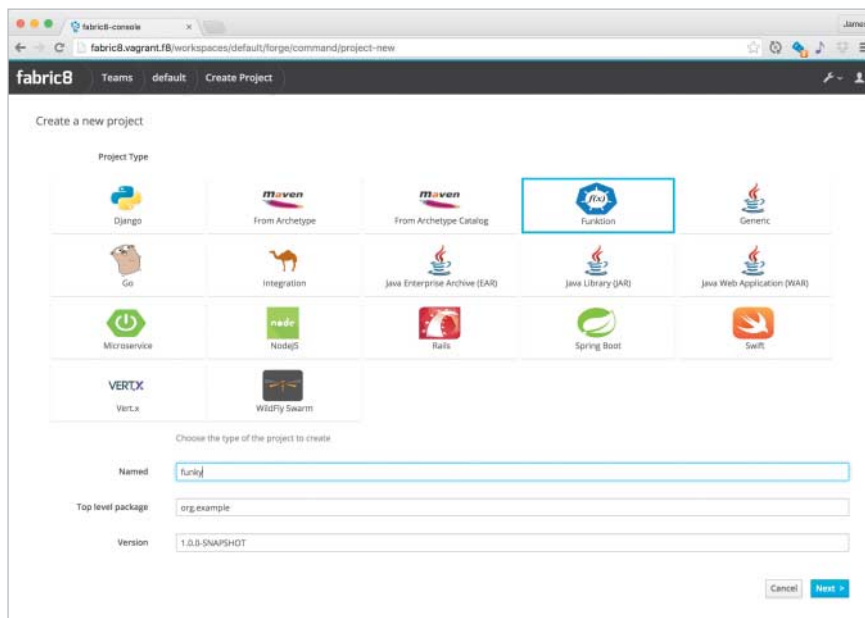 fabric8-console
James
fabric8.vagrant.f8/workspaces/default/forge/command/project-new
fabric8 Teams default Create Project
Create a new project
Project Type
maven maven f(x)
Django From Archetype From Archetype Catalog Funktion Generic
Go Integration Java Enterprise Archive (EAR) Java Library (JAR) Java Web Application (WAR)
node
Microservice NodeJS Rails Spring Boot Swift
VERT.X
Vert.x WildFly Swarm
Choose the type of the project to create
Named funky
Top level package org.example
Version 1.0.0-SNAPSHOT
Cancel Next >